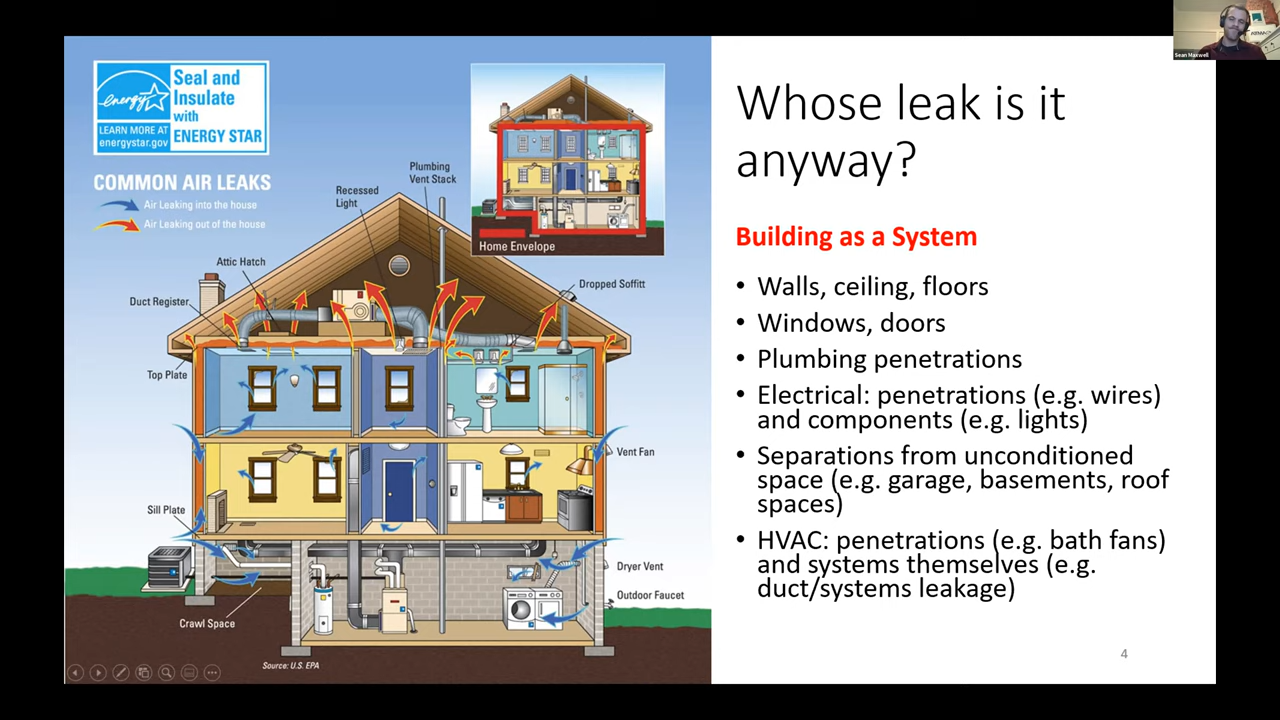 Sean Maxwell
Seal and
Insulate
with
ENERGY STAR
energy
LEARN MORE AT
energystar.gov
COMMON AIR LEAKS
Air Leaking into the house
Air Leaking out of the house
Home Envelope
Plumbing
Vent Stack
Recessed
Light
Attic Hatch
Dropped Soffitt
Duct Register
Top Plate
Vent Fan
Sill Plate
Dryer Vent
Outdoor Faucet
Crawl Space
Source: U.S. EPA
Whose leak is it
anyway?
Building as a System
• Walls, ceiling, floors
• Windows, doors
• Plumbing penetrations
• Electrical: penetrations (e.g. wires)
and components (e.g. lights)
• Separations from unconditioned
space (e.g. garage, basements, roof
spaces)
• HVAC: penetrations (e.g. bath fans)
and systems themselves (e.g.
duct/systems leakage)
4